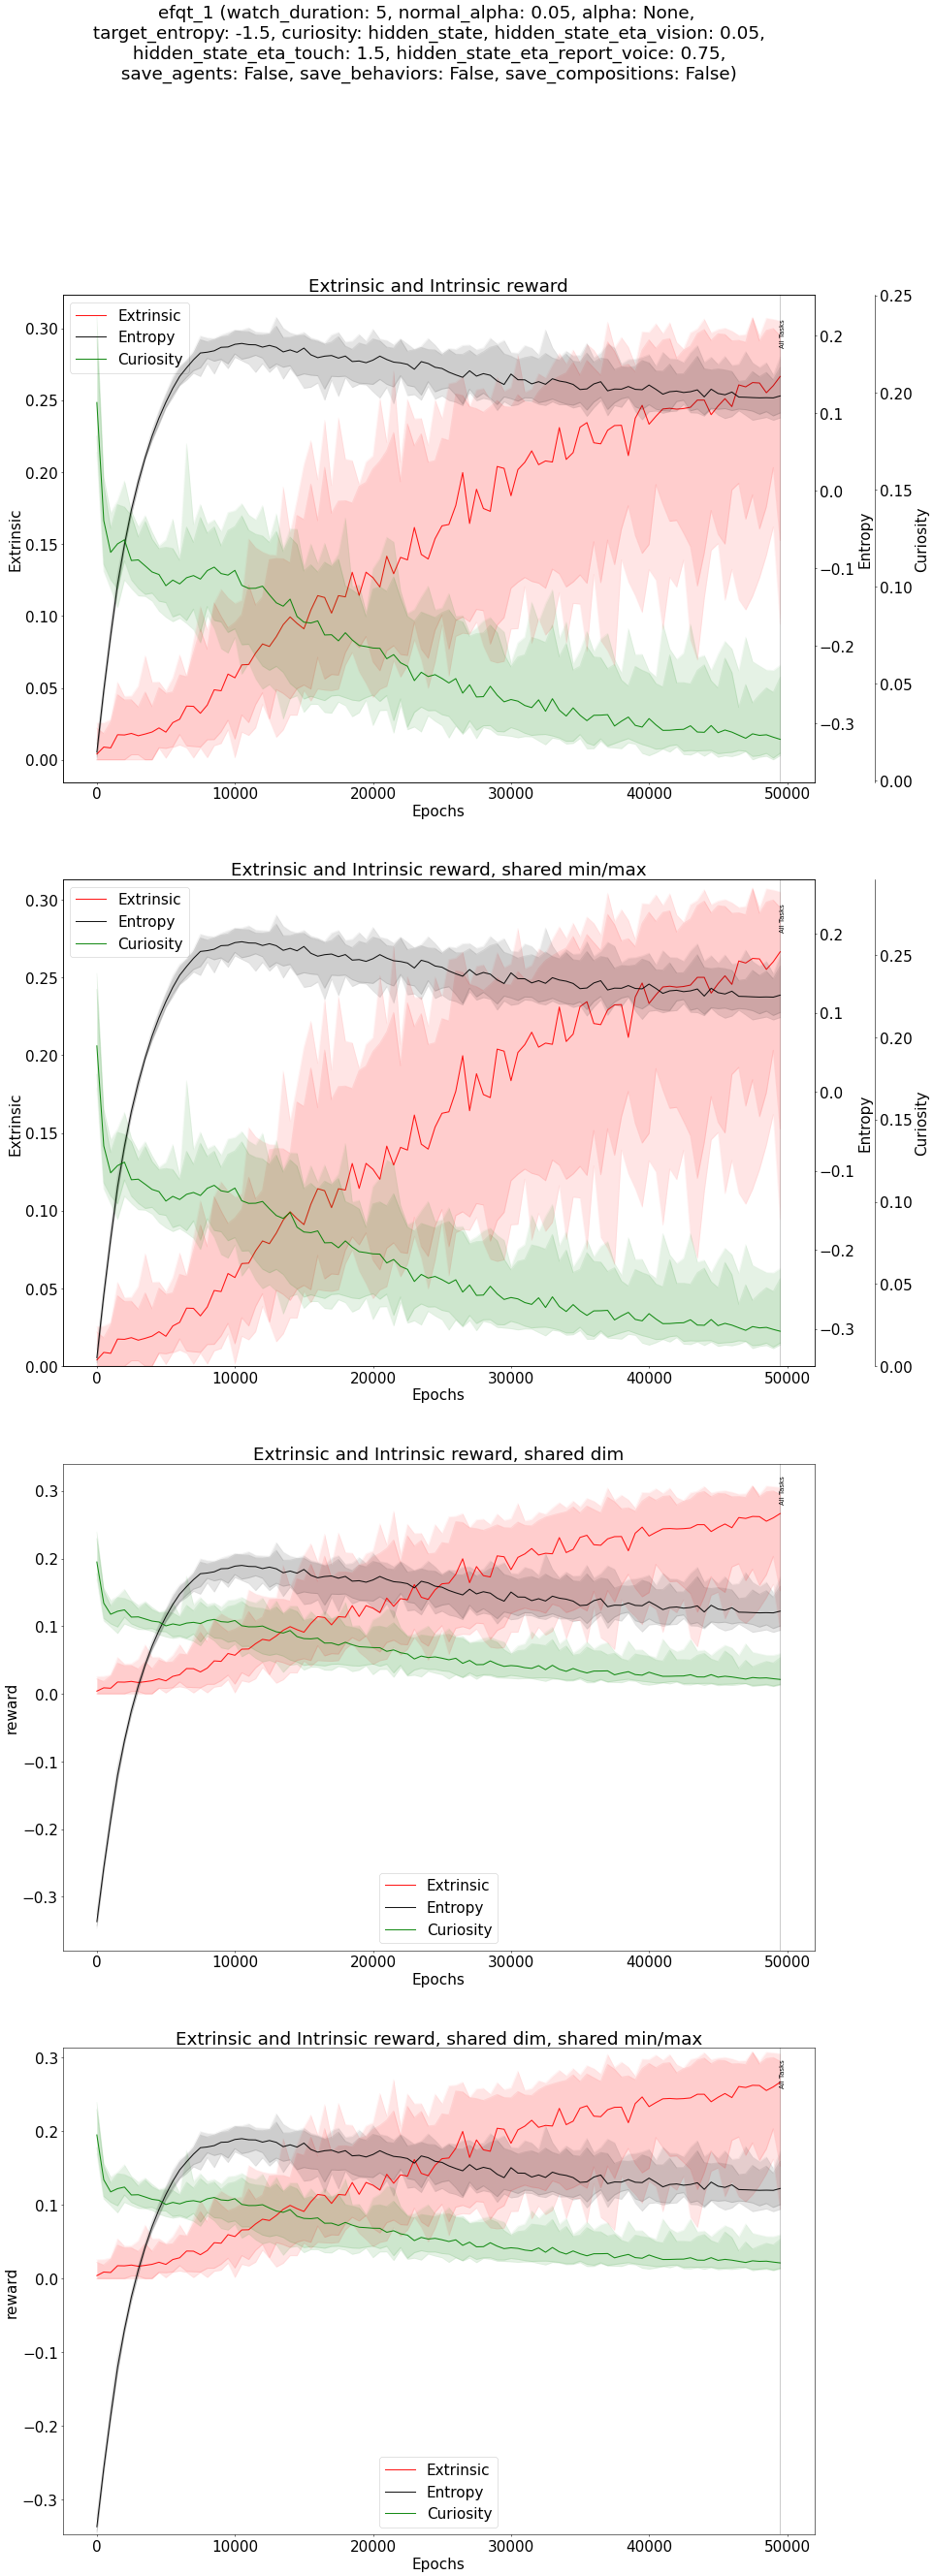 efqt_1 (watch_duration: 5, normal_alpha: 0.05, alpha: None,
target_entropy: -1.5, curiosity: hidden_state, hidden_state_eta_vision: 0.05,
hidden_state_eta_touch: 1.5, hidden_state_eta_report_voice: 0.75,
save_agents: False, save_behaviors: False, save_compositions: False)
Extrinsic and Intrinsic reward
Extrinsic
Entropy
Curiosity
All Tasks
0.30
0.25
0.20
0.15
0.10
0.05
0.00
Extrinsic
0.2
0.1
0.0
−0.1
−0.2
−0.3
Entropy
0.25
0.20
0.15
0.10
0.05
0.00
Curiosity
0 10000 20000 30000 40000 50000
Epochs
Extrinsic and Intrinsic reward, shared min/max
Extrinsic
Entropy
Curiosity
All Tasks
0.30
0.25
0.20
0.15
0.10
0.05
0.00
Extrinsic
0.2
0.1
0.0
−0.1
−0.2
−0.3
Entropy
0.25
0.20
0.15
0.10
0.05
0.00
Curiosity
0 10000 20000 30000 40000 50000
Epochs
Extrinsic and Intrinsic reward, shared dim
All Tasks
0.3
0.2
0.1
0.0
−0.1
−0.2
−0.3
reward
Extrinsic
Entropy
Curiosity
0 10000 20000 30000 40000 50000
Epochs
Extrinsic and Intrinsic reward, shared dim, shared min/max
All Tasks
0.3
0.2
0.1
0.0
−0.1
−0.2
−0.3
reward
Extrinsic
Entropy
Curiosity
0 10000 20000 30000 40000 50000
Epochs